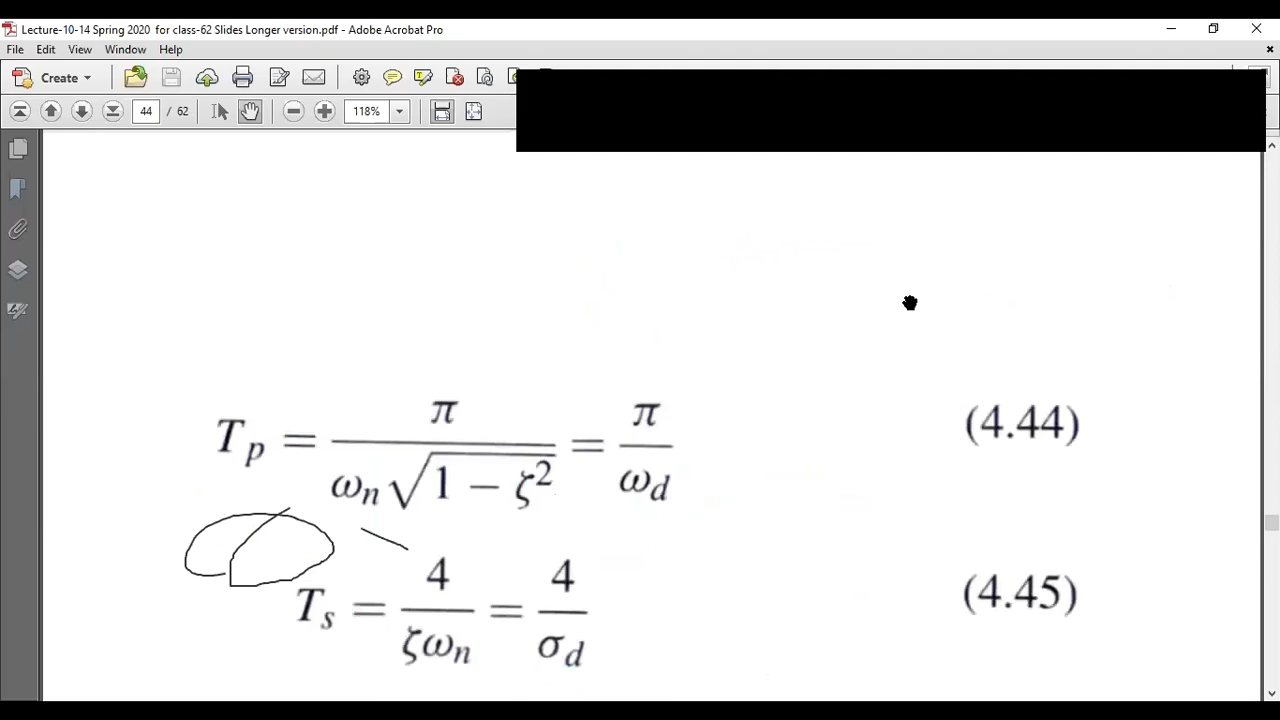 Lecture-10-14 Spring 2020 for class-62 Slides Longer version.pdf - Adobe Acrobat Pro
File Edit View Window Help
Create
44 / 62 118%
T_p = π / (ω_n √(1 − ζ²)) = π / ω_d (4.44)
T_s = 4 / (ζω_n) = 4 / σ_d (4.45)